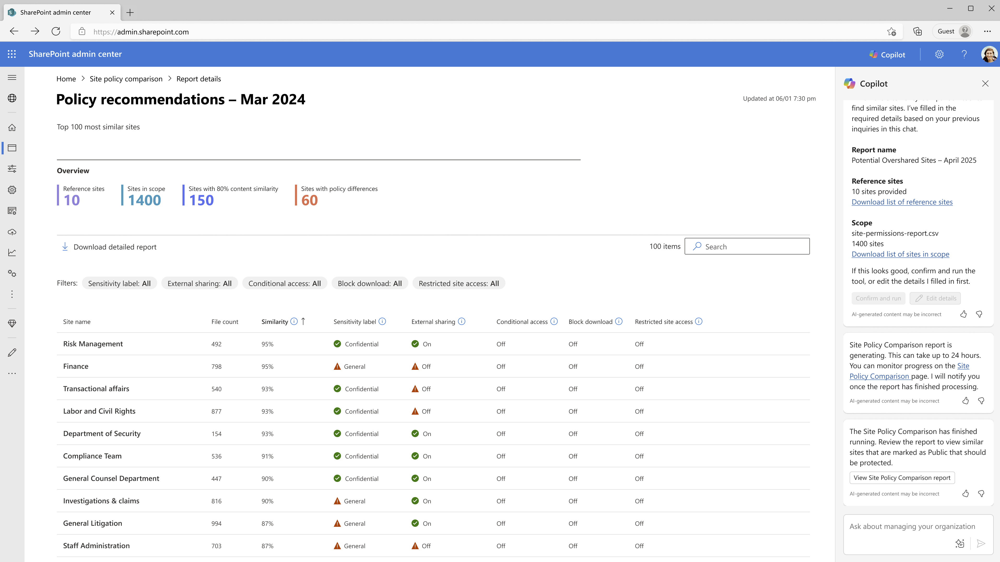 SharePoint admin center
https://admin.sharepoint.com
Guest
SharePoint admin center
Copilot
Home > Site policy comparison > Report details
Policy recommendations – Mar 2024
Updated at 06/01 7:30 pm
Top 100 most similar sites
Overview
Reference sites
10
Sites in scope
1400
Sites with 80% content similarity
150
Sites with policy differences
60
Download detailed report
100 items
Search
Filters: Sensitivity label: All External sharing: All Conditional access: All Block download: All Restricted site access: All
Site name File count Similarity Sensitivity label External sharing Conditional access Block download Restricted site access
Risk Management 492 95% Confidential On Off Off Off
Finance 798 95% General Off Off Off Off
Transactional affairs 540 93% Confidential Off Off Off Off
Labor and Civil Rights 877 93% Confidential Off Off Off Off
Department of Security 154 93% Confidential On Off Off Off
Compliance Team 536 91% Confidential On Off Off Off
General Counsel Department 447 90% Confidential On Off Off Off
Investigations & claims 816 90% General On Off Off Off
General Litigation 994 87% General On Off Off Off
Staff Administration 703 87% General Off Off Off Off
Copilot
find similar sites. I’ve filled in the
required details based on your previous
inquiries in this chat.
Report name
Potential Overshared Sites – April 2025
Reference sites
10 sites provided
Download list of reference sites
Scope
site-permissions-report.csv
1400 sites
Download list of sites in scope
If this looks good, confirm and run the
tool, or edit the details I filled in first.
Confirm and run
Edit details
AI-generated content may be incorrect
Site Policy Comparison report is
generating. This can take up to 24 hours.
You can monitor progress on the Site
Policy Comparison page. I will notify you
once the report has finished processing.
AI-generated content may be incorrect
The Site Policy Comparison has finished
running. Review the report to view similar
sites that are marked as Public that should
be protected.
View Site Policy Comparison report
AI-generated content may be incorrect
Ask about managing your organization